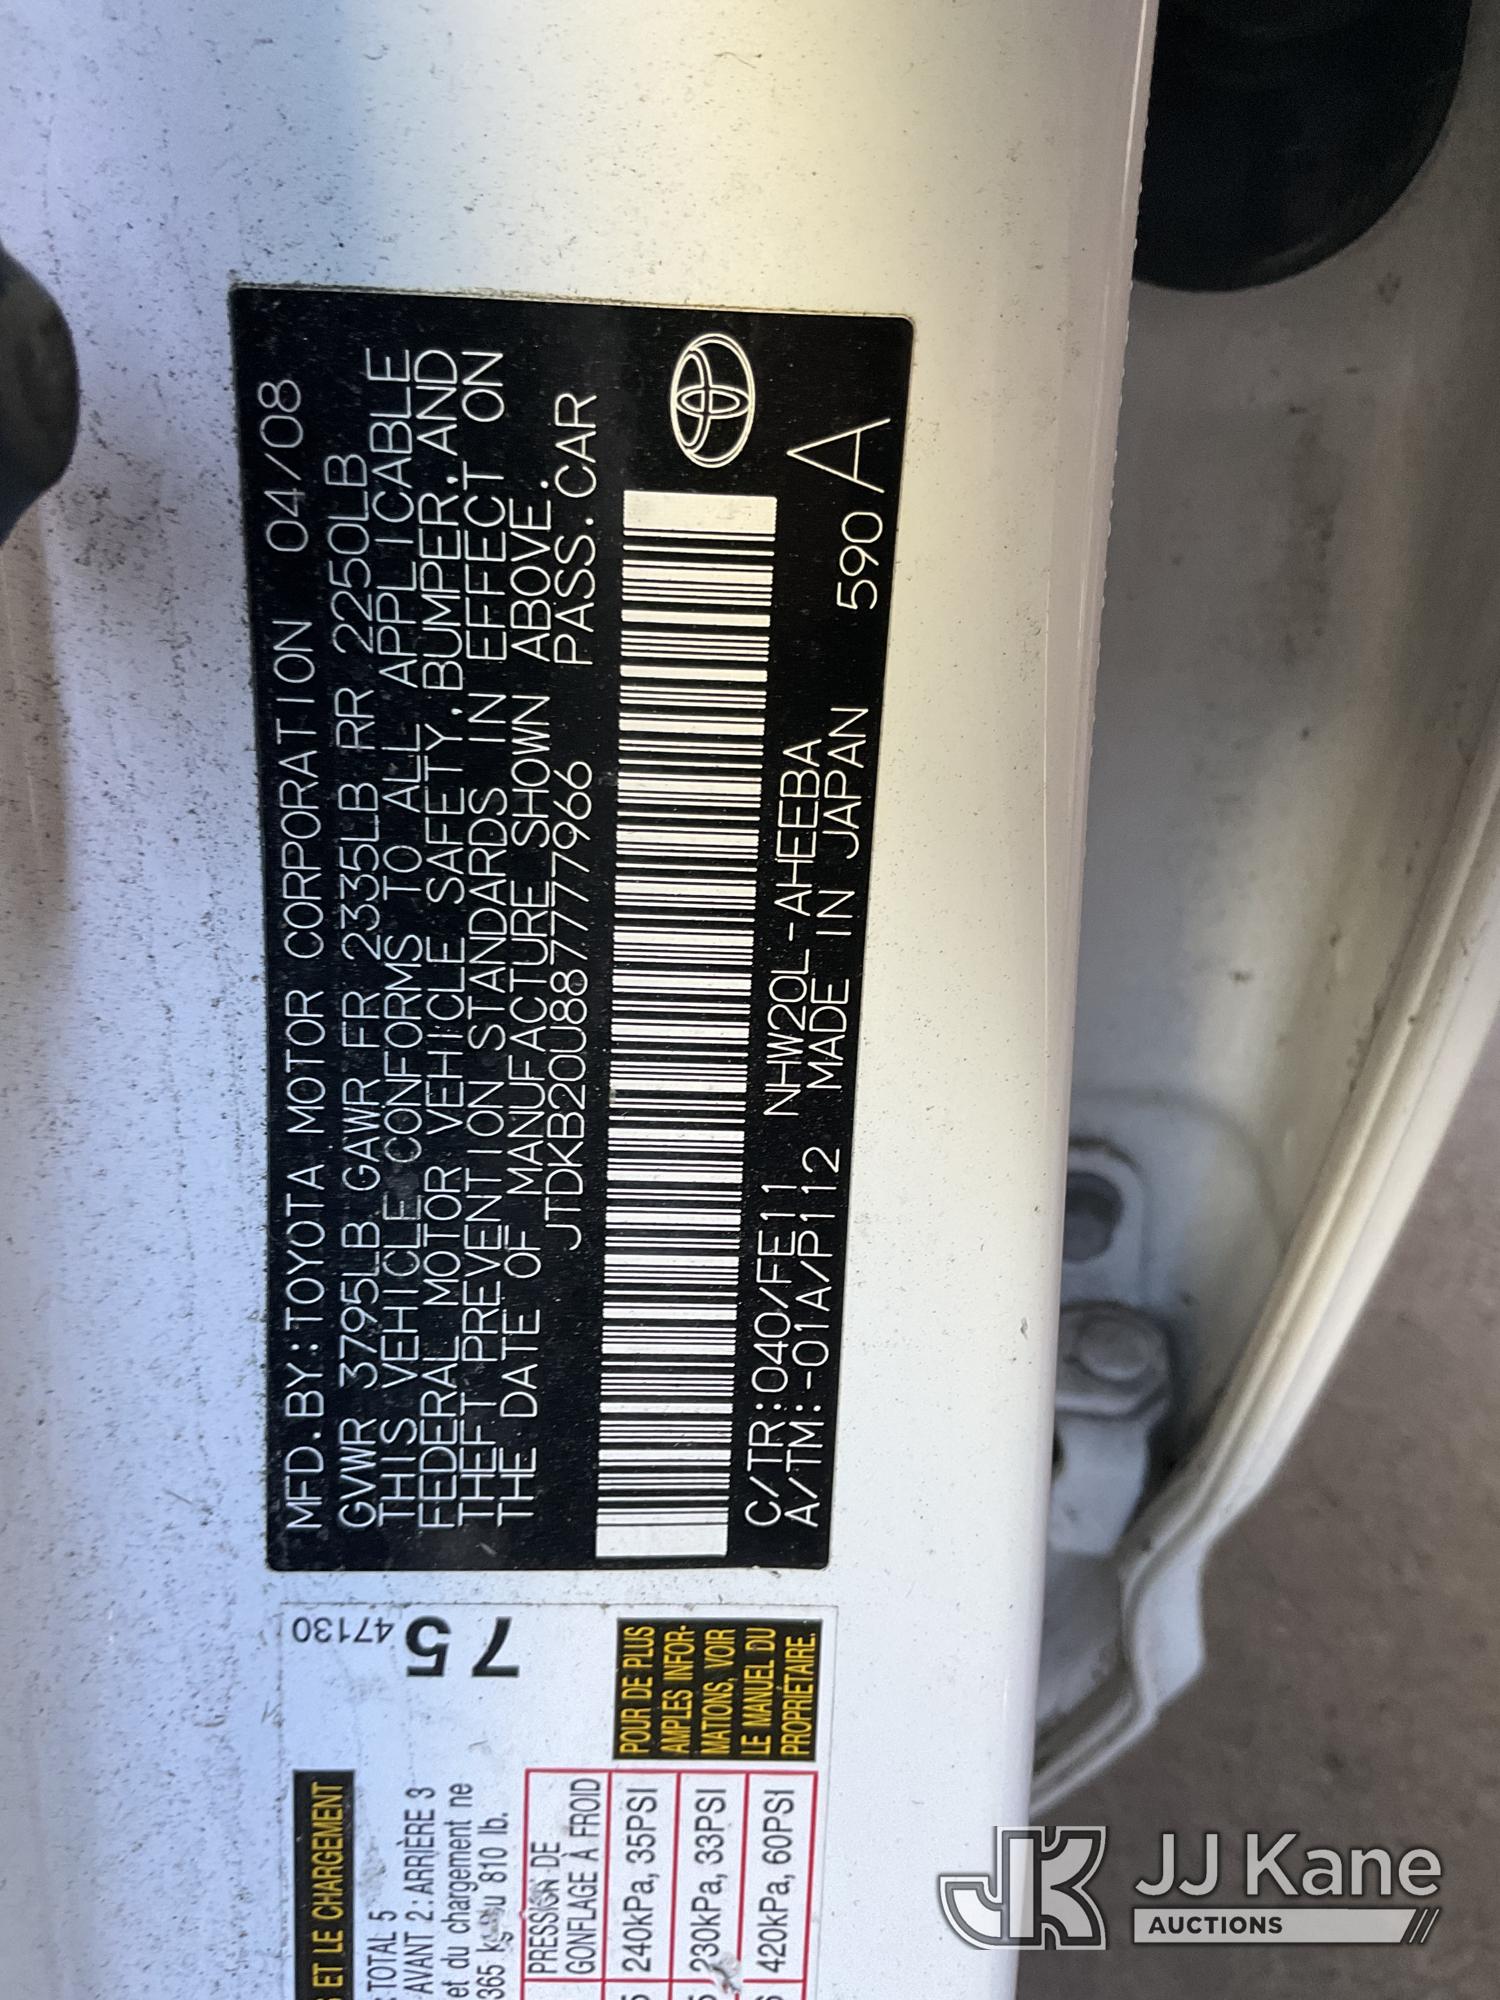 MFD.BY:TOYOTA MOTOR CORPORATION 04/08
GVWR 3795LB GAWR FR 2335LB RR 2250LB
THIS VEHICLE CONFORMS TO ALL APPLICABLE
FEDERAL MOTOR VEHICLE SAFETY, BUMPER, AND
THEFT PREVENTION STANDARDS IN EFFECT ON
THE DATE OF MANUFACTURE SHOWN ABOVE.
JTDKB20U887777966 PASS.CAR
C/TR:040/FE11 NHW20L-AHEEBA
A/TM:-01A/P112 MADE IN JAPAN 590 A
47130
75
ET LE CHARGEMENT
TOTAL 5
AVANT 2 : ARRIÈRE 3
et du chargement ne
365 kg ou 810 lb.
PRESSION DE
GONFLAGE À FROID
240kPa, 35PSI
230kPa, 33PSI
420kPa, 60PSI
POUR DE PLUS
AMPLES INFOR-
MATIONS, VOIR
LE MANUEL DU
PROPRIÉTAIRE.
JK
JJ Kane
AUCTIONS